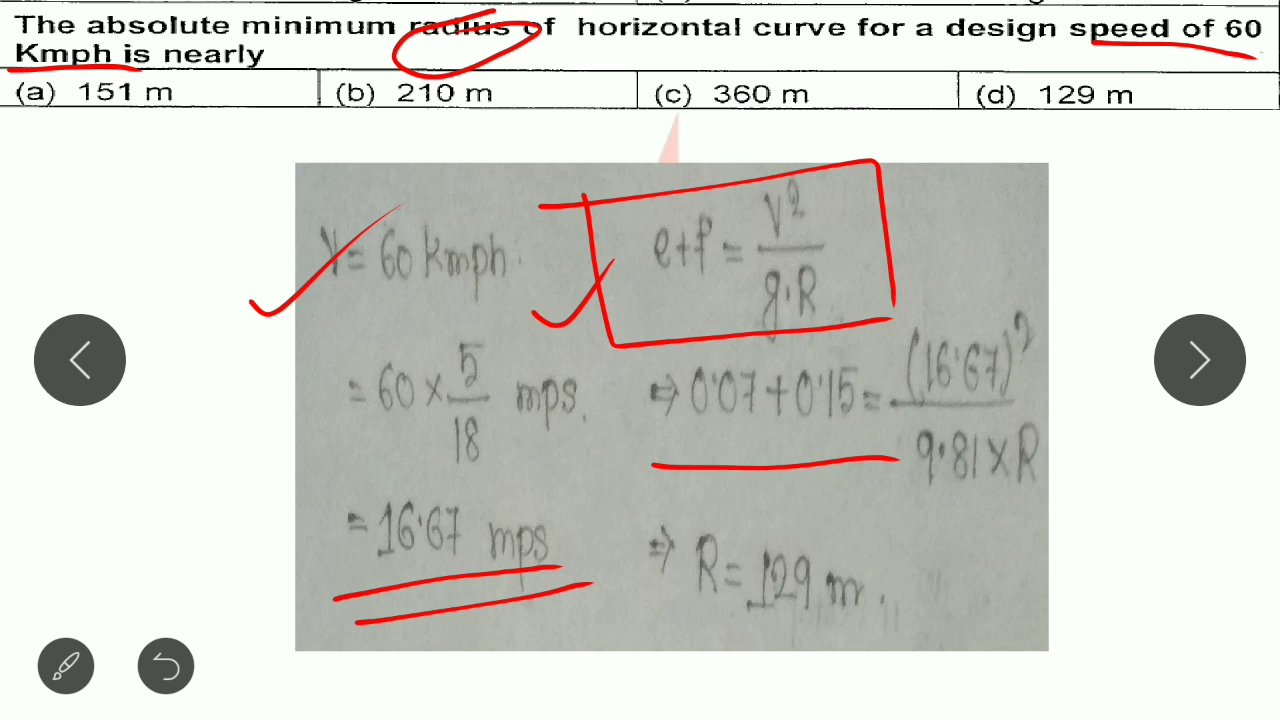 The absolute minimum radius of horizontal curve for a design speed of 60
Kmph is nearly
(a) 151 m
(b) 210 m
(c) 360 m
(d) 129 m
V = 60 Kmph
= 60 × 5/18 mps.
= 16.67 mps
e+f = V²/g.R
⇒ 0.07 + 0.15 = (16.67)²/9.81×R
⇒ R = 129 m.